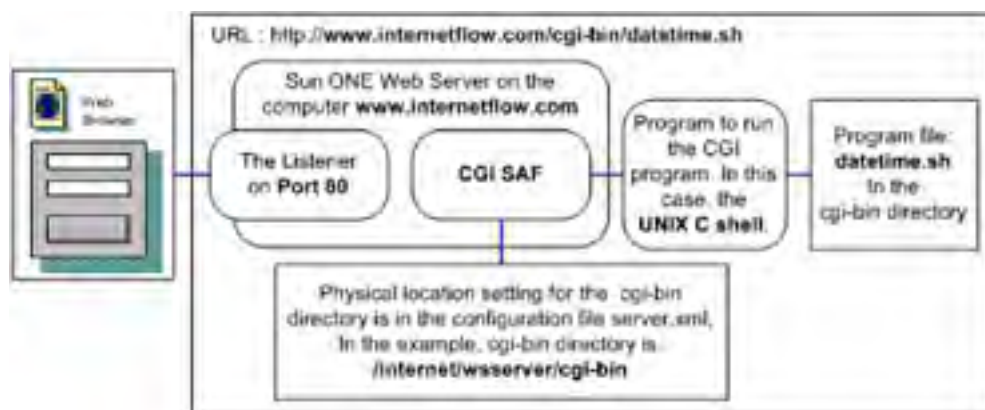 URL : http://www.internetflow.com/cgi-bin/datetime.sh
Web
Browser
Sun ONE Web Server on the
computer www.internetflow.com
The Listener
on Port 80
CGI SAF
Program to run
the CGI
program. In this
case, the
UNIX C shell.
Program file:
datetime.sh
In the
cgi-bin directory
Physical location setting for the cgi-bin
directory is in the configuration file server.xml,
In the example, cgi-bin directory is
/internet/wsserver/cgi-bin